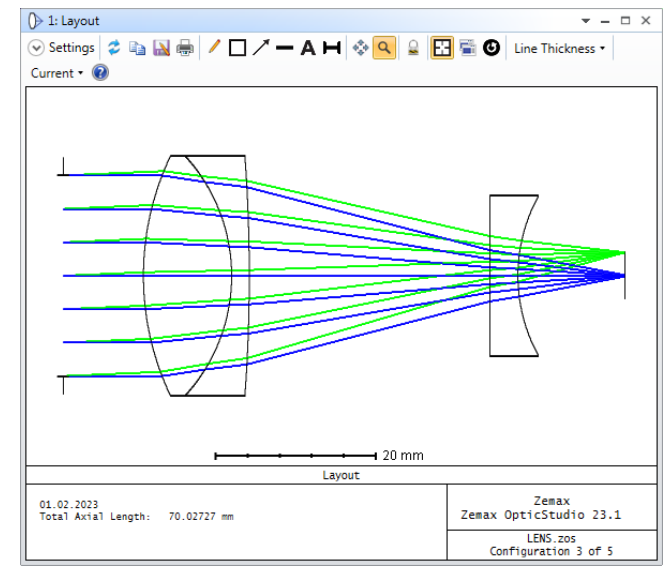 1: Layout
Settings
A
Line Thickness
Current
?
20 mm
Layout
01.02.2023
Total Axial Length: 70.02727 mm
Zemax
Zemax OpticStudio 23.1
LENS.zos
Configuration 3 of 5